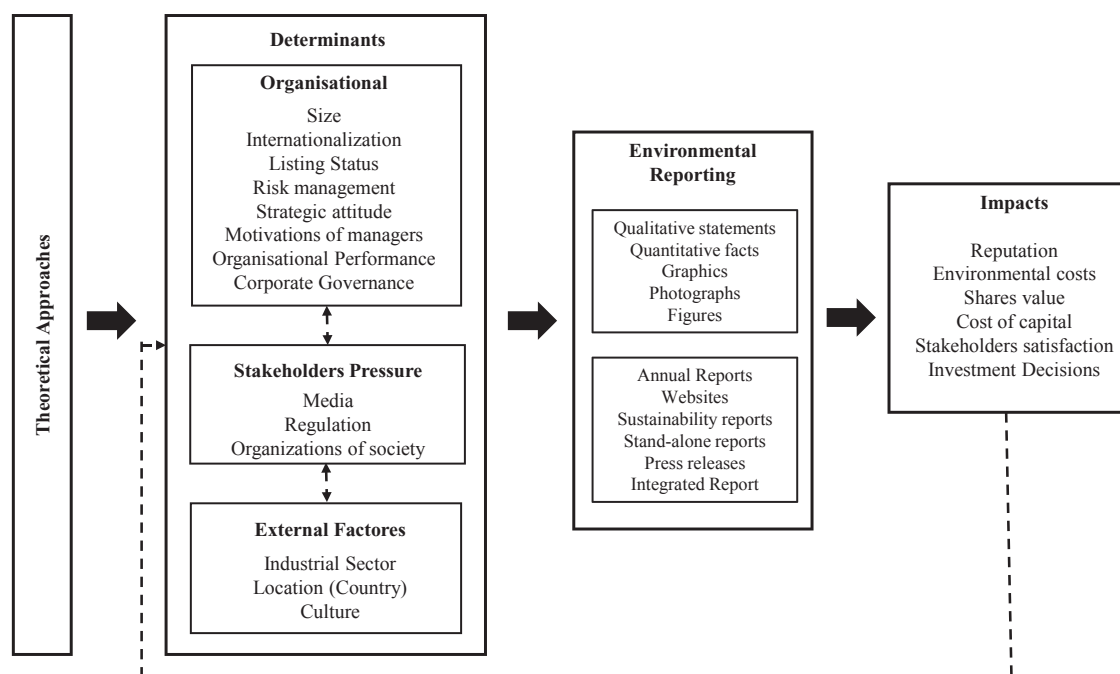 Theoretical Approaches
Determinants
Organisational
Size
Internationalization
Listing Status
Risk management
Strategic attitude
Motivations of managers
Organisational Performance
Corporate Governance
Stakeholders Pressure
Media
Regulation
Organizations of society
External Factores
Industrial Sector
Location (Country)
Culture
Environmental
Reporting
Qualitative statements
Quantitative facts
Graphics
Photographs
Figures
Annual Reports
Websites
Sustainability reports
Stand-alone reports
Press releases
Integrated Report
Impacts
Reputation
Environmental costs
Shares value
Cost of capital
Stakeholders satisfaction
Investment Decisions